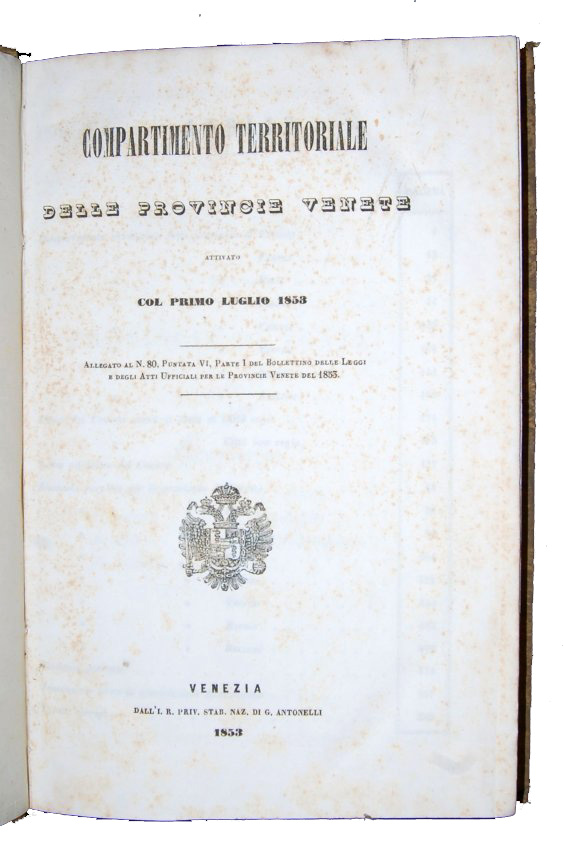 COMPARTIMENTO TERRITORIALE
DELLE PROVINCIE VENETE
ATTIVATO
COL PRIMO LUGLIO 1853
ALLEGATO AL N. 80, PUNTATA VI, PARTE I DEL BOLLETTINO DELLE LEGGI
E DEGLI ATTI UFFICIALI PER LE PROVINCIE VENETE DEL 1853.
VENEZIA
DALL'I. R. PRIV. STAB. NAZ. DI G. ANTONELLI
1853